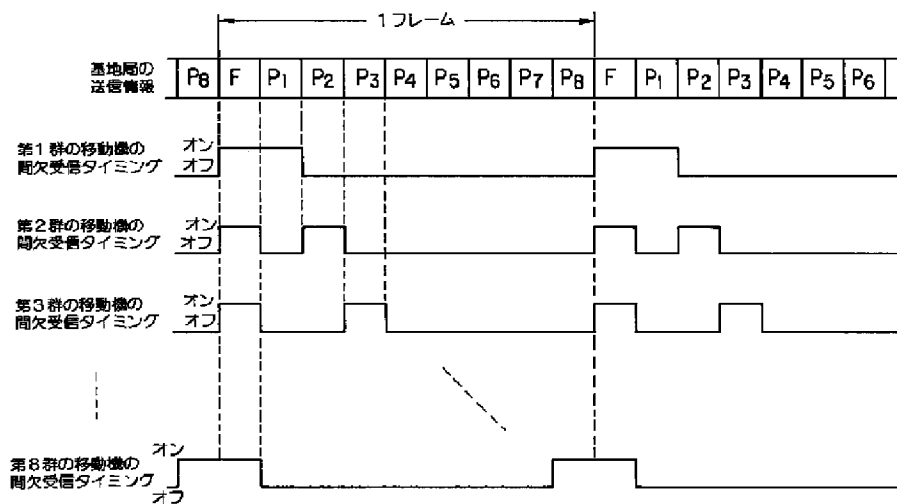 1フレーム
基地局の
送信情報
P8 F P1 P2 P3 P4 P5 P6 P7 P8 F P1 P2 P3 P4 P5 P6
第1群の移動機の
間欠受信タイミング
オン
オフ
第2群の移動機の
間欠受信タイミング
オン
オフ
第3群の移動機の
間欠受信タイミング
オン
オフ
第8群の移動機の
間欠受信タイミング
オン
オフ